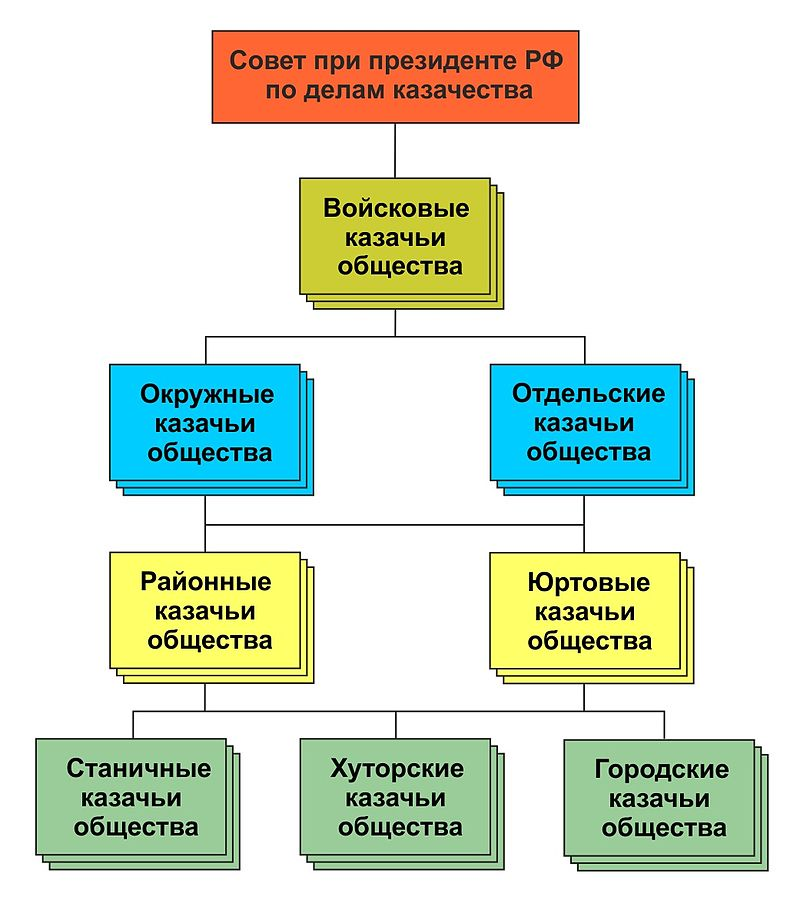 Совет при президенте РФ
по делам казачества
Войсковые
казачьи
общества
Окружные
казачьи
общества
Отдельские
казачьи
общества
Районные
казачьи
общества
Юртовые
казачьи
общества
Станичные
казачьи
общества
Хуторские
казачьи
общества
Городские
казачьи
общества